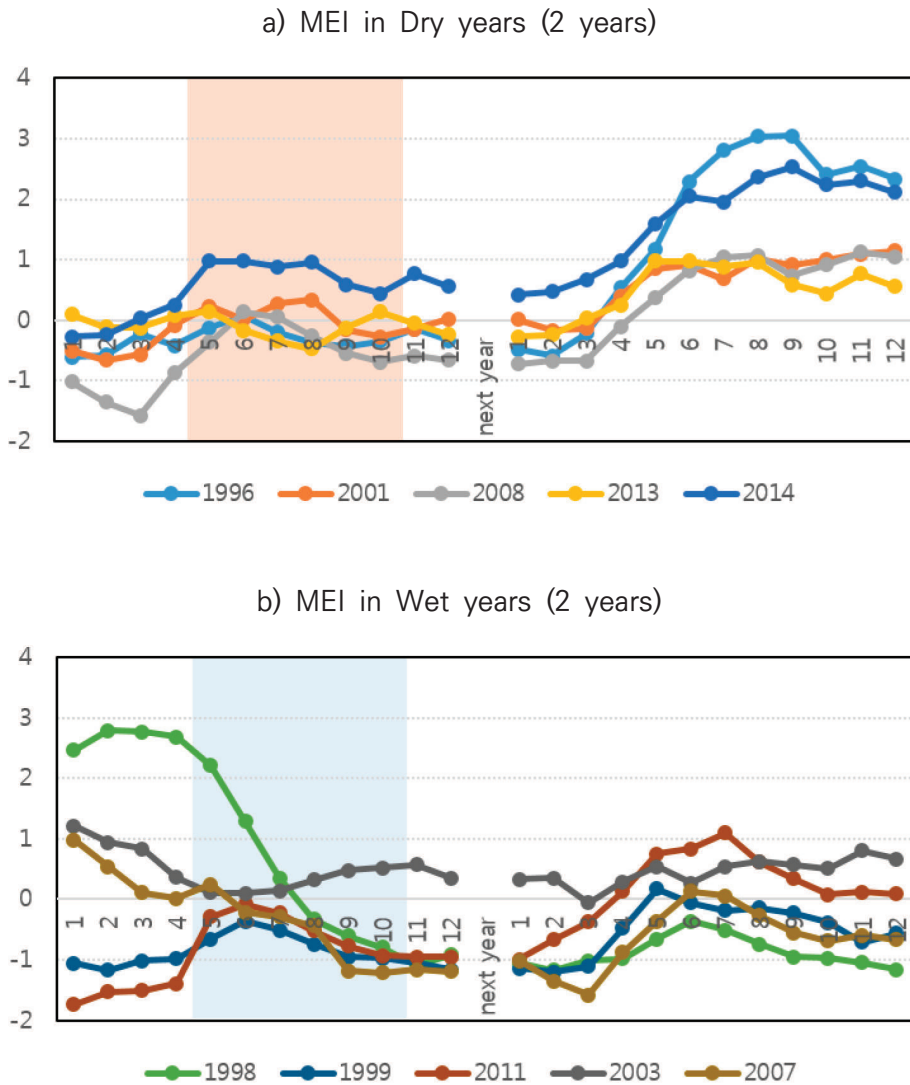 a) MEI in Dry years (2 years)
4
3
2
1
0
-1
-2
1 2 3 4 5 6 7 8 9 10 11 12 next year 1 2 3 4 5 6 7 8 9 10 11 12
1996 2001 2008 2013 2014
b) MEI in Wet years (2 years)
4
3
2
1
0
-1
-2
1 2 3 4 5 6 7 8 9 10 11 12 next year 1 2 3 4 5 6 7 8 9 10 11 12
1998 1999 2011 2003 2007